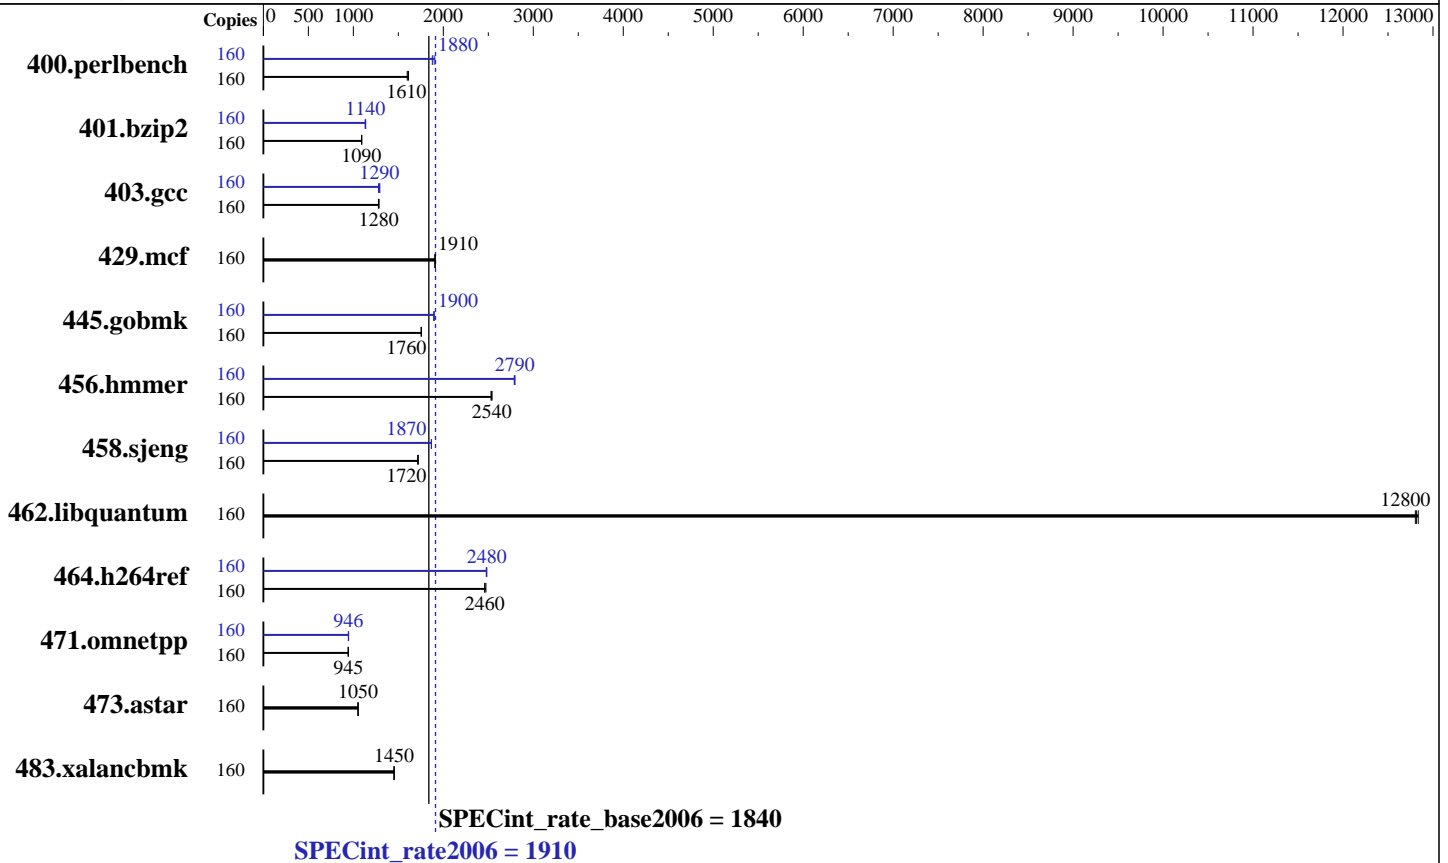 Copies 0 500 1000 2000 3000 4000 5000 6000 7000 8000 9000 10000 11000 12000 13000
400.perlbench 160 1880
160 1610
401.bzip2 160 1140
160 1090
403.gcc 160 1290
160 1280
429.mcf 160 1910
445.gobmk 160 1900
160 1760
456.hmmer 160 2790
160 2540
458.sjeng 160 1870
160 1720
462.libquantum 160 12800
464.h264ref 160 2480
160 2460
471.omnetpp 160 946
160 945
473.astar 160 1050
483.xalancbmk 160 1450
SPECint_rate_base2006 = 1840
SPECint_rate2006 = 1910